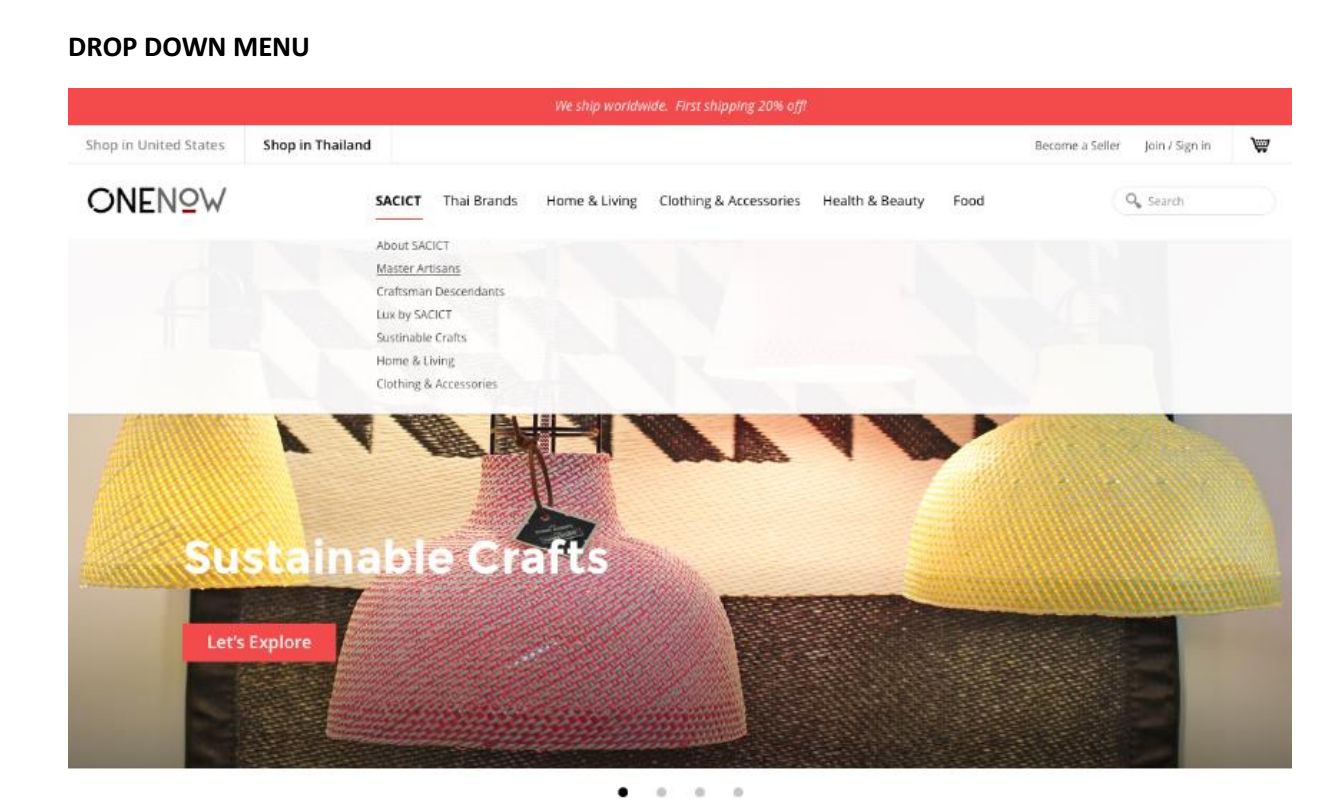 DROP DOWN MENU
We ship worldwide. First shipping 20% off!
Shop in United States Shop in Thailand Become a Seller Join / Sign in
ONENOW SACICT Thai Brands Home & Living Clothing & Accessories Health & Beauty Food Search
About SACICT
Master Artisans
Craftsman Descendants
Lux by SACICT
Sustinable Crafts
Home & Living
Clothing & Accessories
Sustainable Crafts
Let's Explore